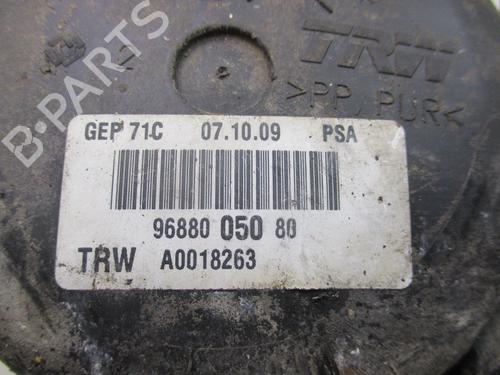 B-PARTS
E
TRW
>PP, PUR<
GEP 71C 07.10.09 PSA
96880 050 80
TRW A0018263